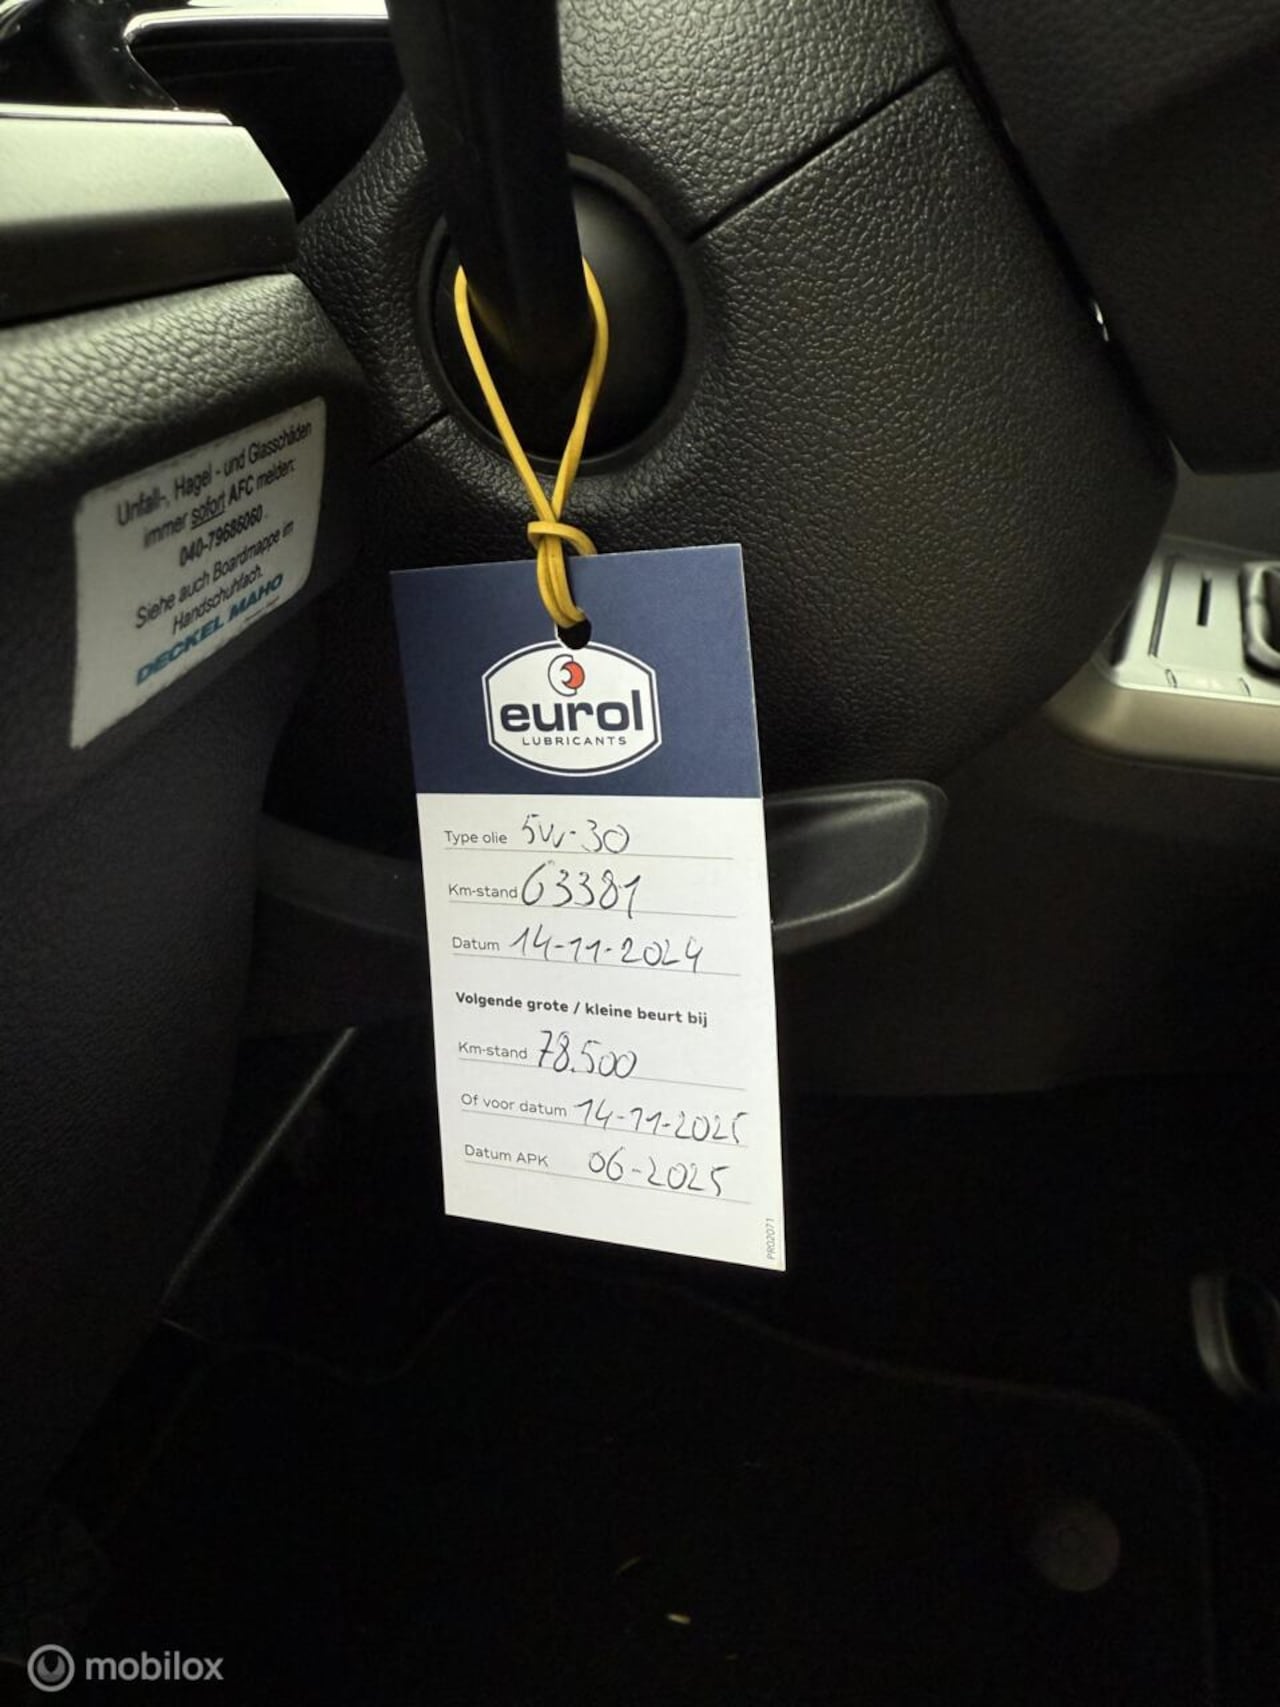 Unfall-, Hagel - und Glasschäden
immer sofort AFC melden:
040-79686060.
Siehe auch Boardmappe im
Handschuhfach.
DECKEL MAHO
eurol
LUBRICANTS
Type olie 5W-30
Km-stand 63381
Datum 14-11-2024
Volgende grote / kleine beurt bij
Km-stand 78.500
Of voor datum 14-11-2025
Datum APK 06-2025
PR02071
mobilox